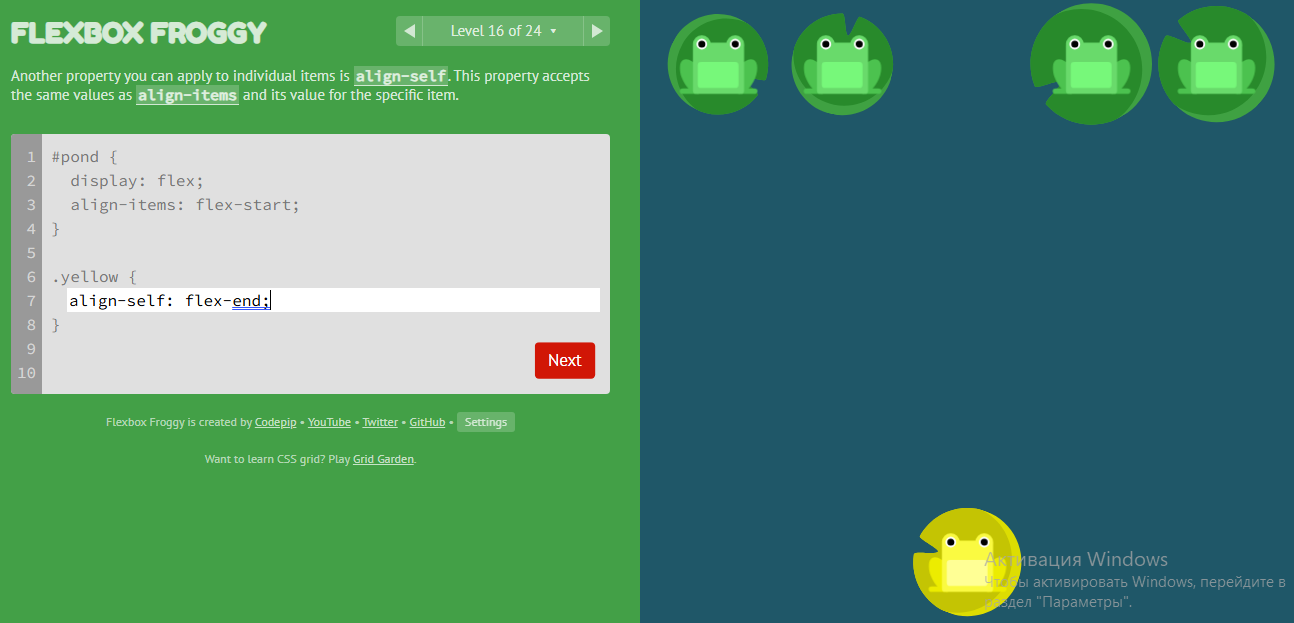 FLEXBOX FROGGY
Level 16 of 24
Another property you can apply to individual items is align-self. This property accepts
the same values as align-items and its value for the specific item.
1 #pond {
2 display: flex;
3 align-items: flex-start;
4 }
5
6 .yellow {
7 align-self: flex-end;
8 }
9
10
Next
Flexbox Froggy is created by Codepip • YouTube • Twitter • GitHub • Settings
Want to learn CSS grid? Play Grid Garden.
Активация Windows
Чтобы активировать Windows, перейдите в
раздел "Параметры".